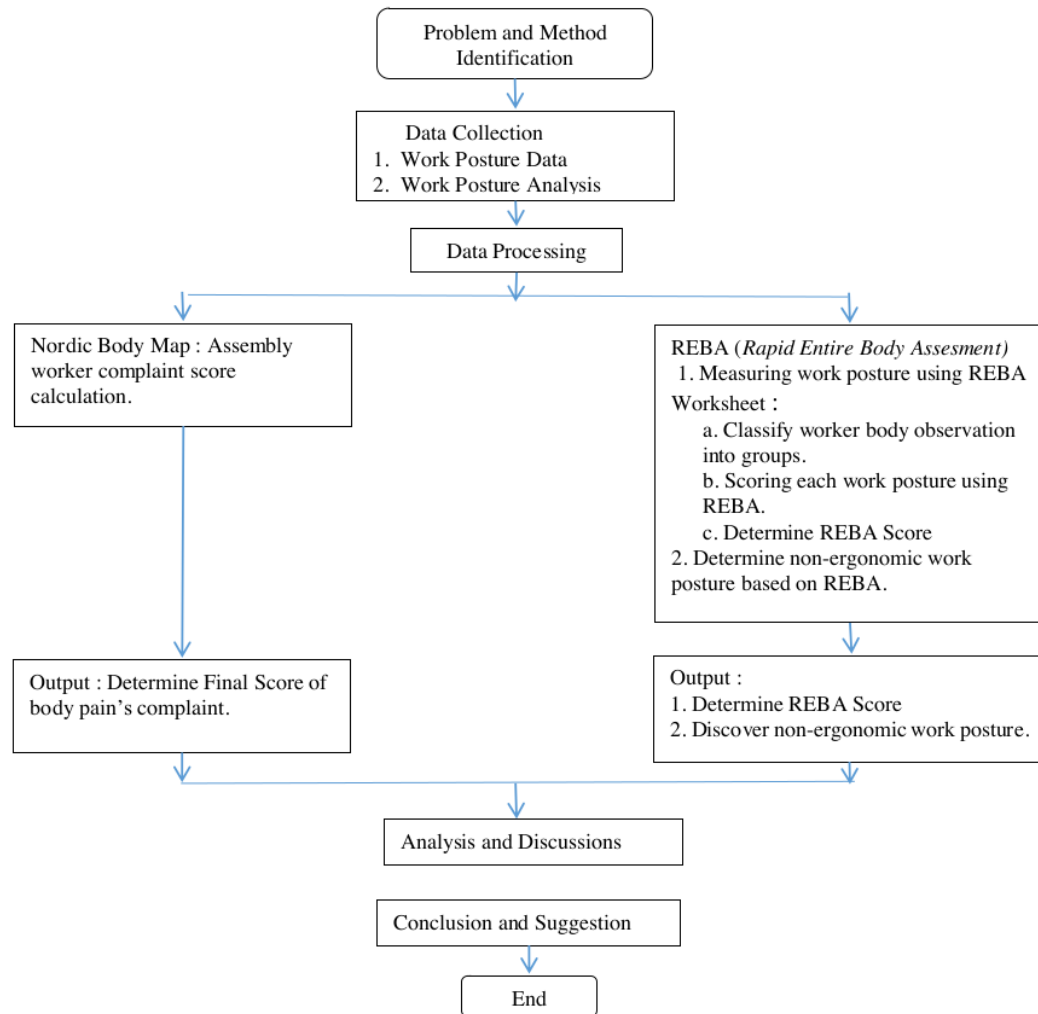 Problem and Method
Identification
Data Collection
1. Work Posture Data
2. Work Posture Analysis
Data Processing
Nordic Body Map : Assembly
worker complaint score
calculation.
REBA (Rapid Entire Body Assesment)
1. Measuring work posture using REBA
Worksheet :
a. Classify worker body observation
into groups.
b. Scoring each work posture using
REBA.
c. Determine REBA Score
2. Determine non-ergonomic work
posture based on REBA.
Output : Determine Final Score of
body pain’s complaint.
Output :
1. Determine REBA Score
2. Discover non-ergonomic work posture.
Analysis and Discussions
Conclusion and Suggestion
End